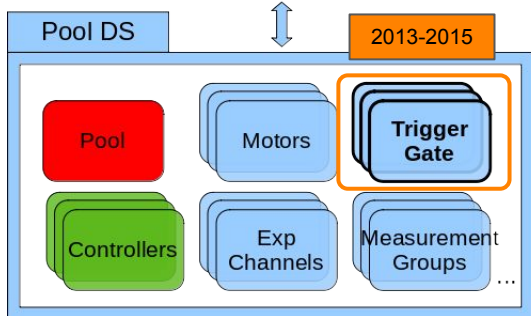 Pool DS
2013-2015
Pool
Motors
Trigger
Gate
Controllers
Exp
Channels
Measurement
Groups
...